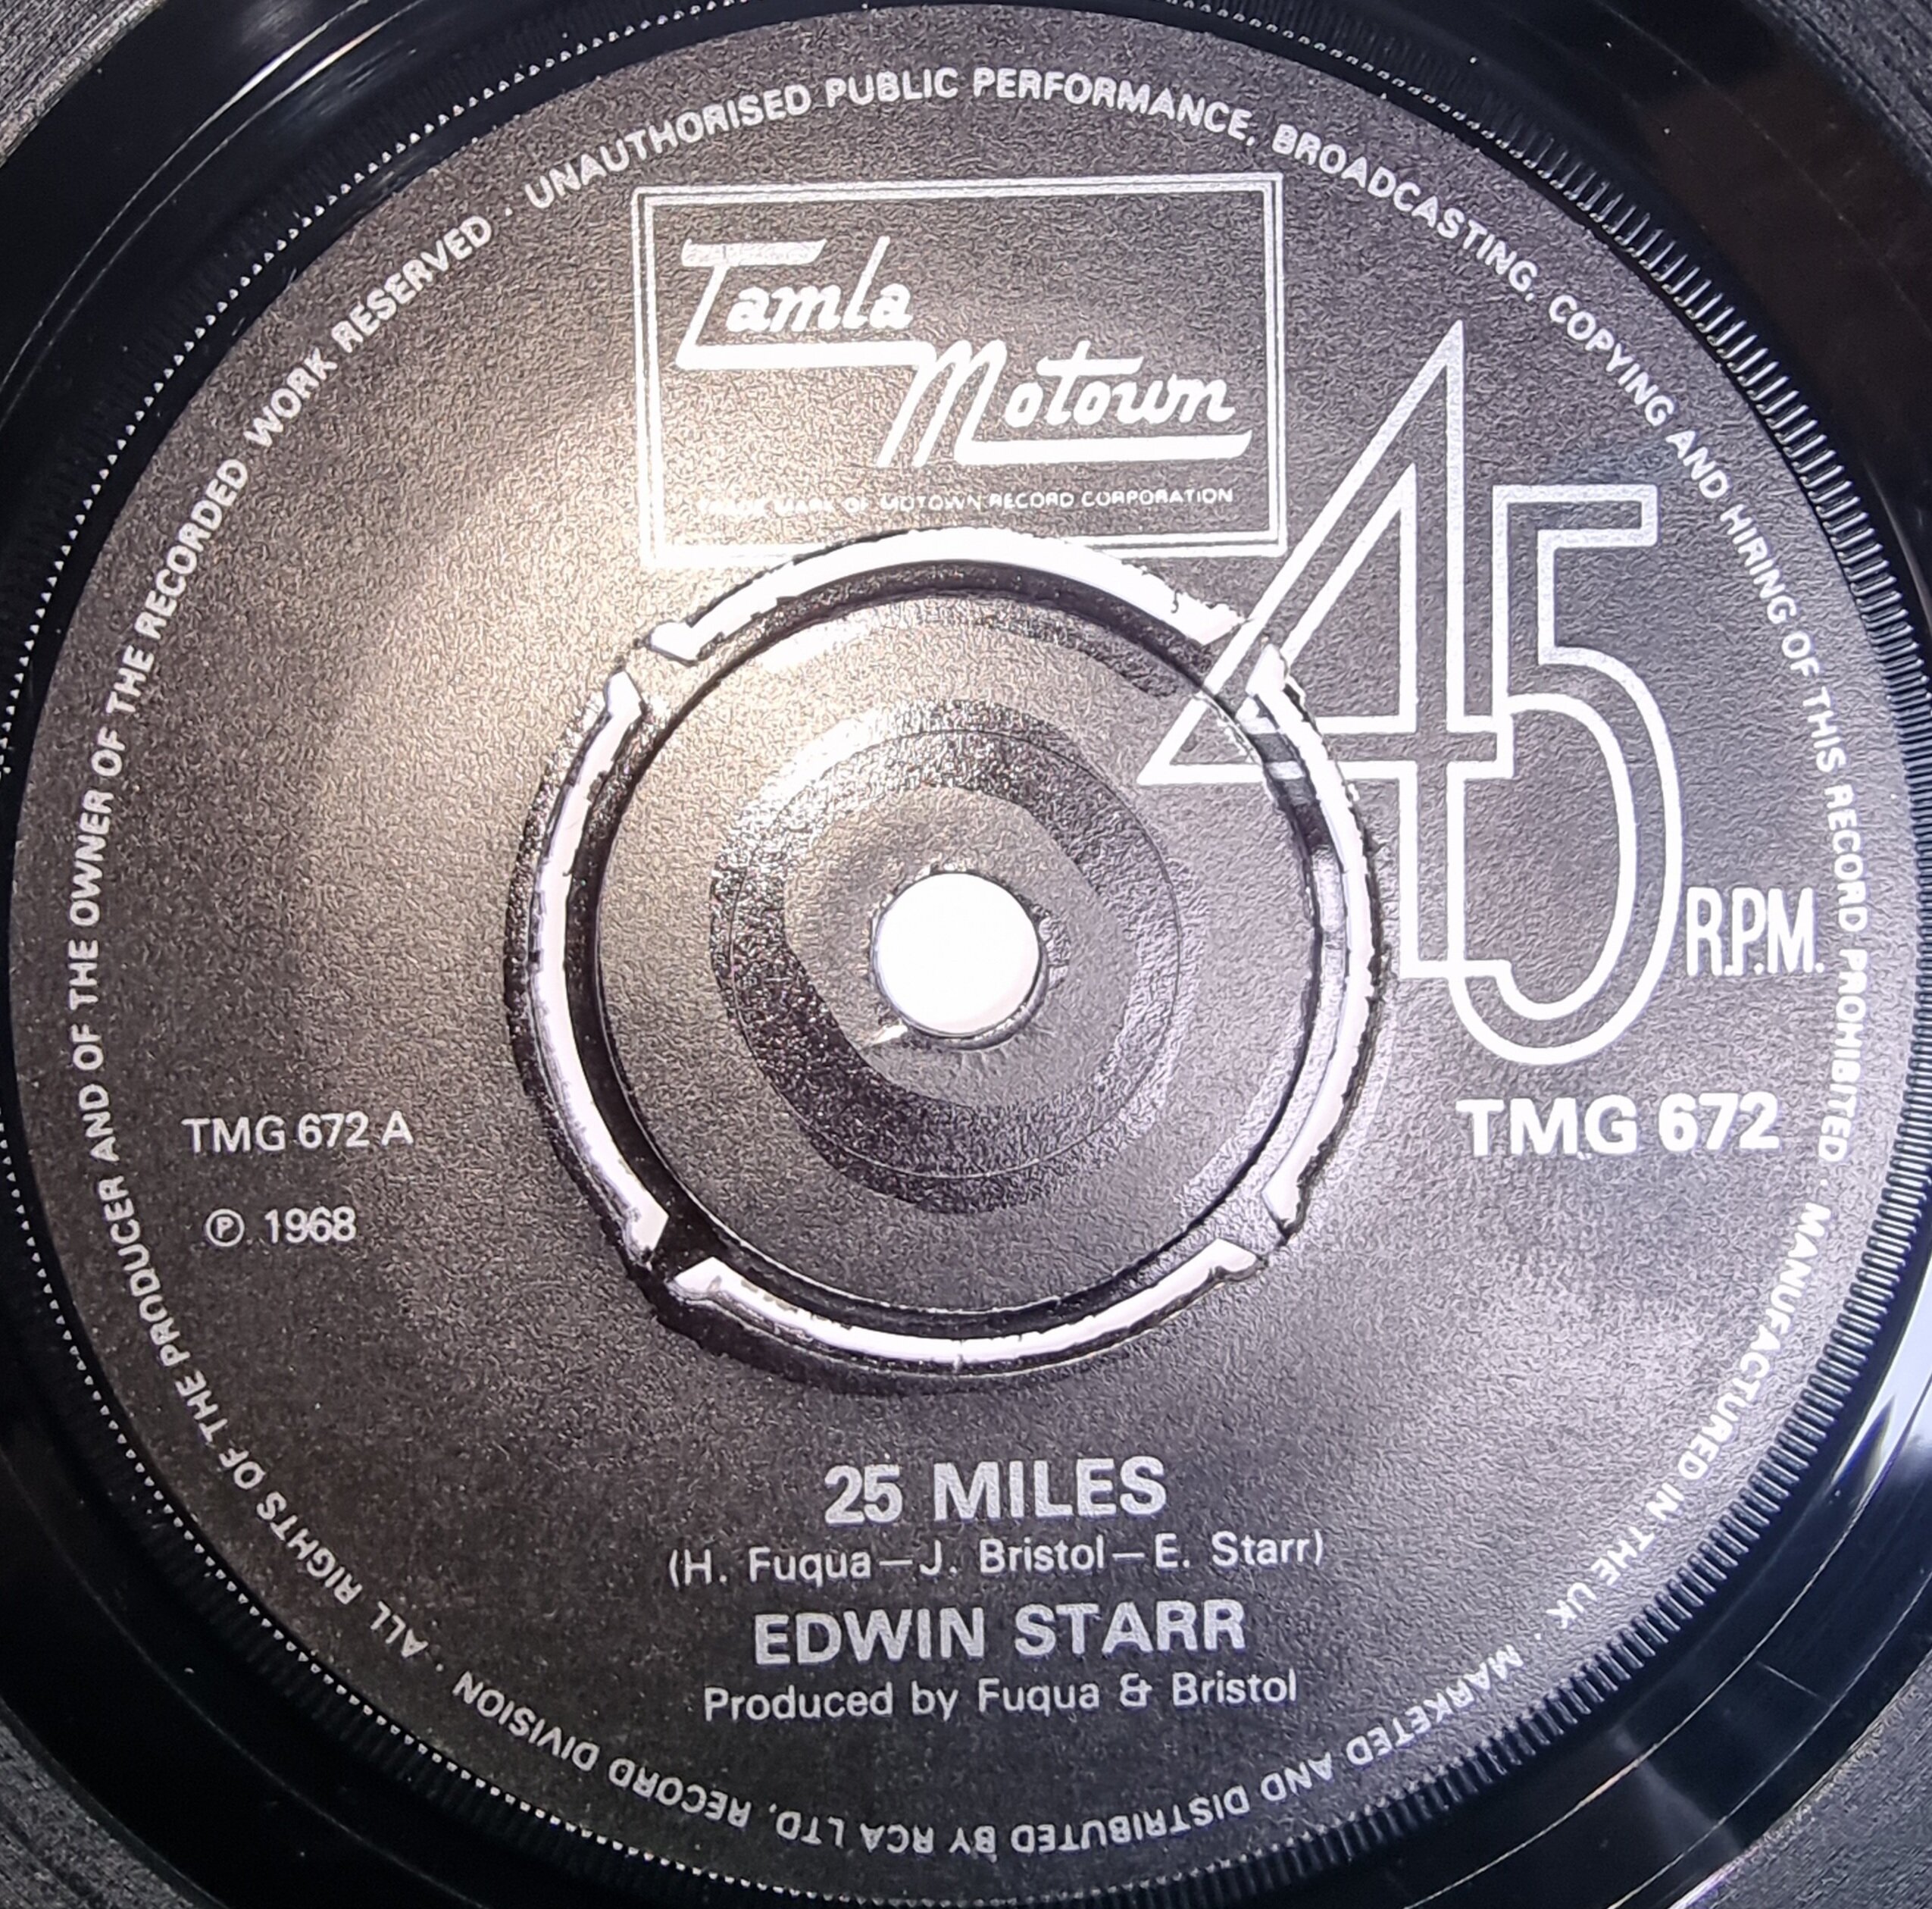 ALL RIGHTS OF THE PRODUCER AND OF THE OWNER OF THE RECORDED WORK RESERVED · UNAUTHORISED PUBLIC PERFORMANCE, BROADCASTING, COPYING AND HIRING OF THIS RECORD PROHIBITED · MANUFACTURED IN THE UK · MARKETED AND DISTRIBUTED BY RCA LTD, RECORD DIVISION ·
Tamla
Motown
TRADE MARK OF MOTOWN RECORD CORPORATION
45 R.P.M.
TMG 672
TMG 672 A
℗ 1968
25 MILES
(H. Fuqua—J. Bristol—E. Starr)
EDWIN STARR
Produced by Fuqua & Bristol